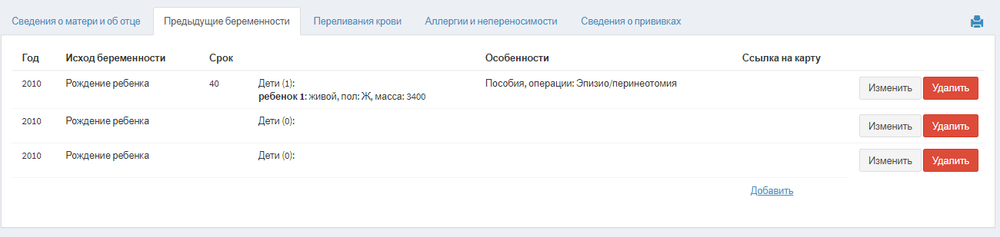 Сведения о матери и об отце Предыдущие беременности Переливания крови Аллергии и непереносимости Сведения о прививках
Год Исход беременности Срок Особенности Ссылка на карту
2010 Рождение ребенка 40 Дети (1): Пособия, операции: Эпизио/перинеотомия
ребенок 1: живой, пол: Ж, масса: 3400
Изменить Удалить
2010 Рождение ребенка Дети (0):
Изменить Удалить
2010 Рождение ребенка Дети (0):
Изменить Удалить
Добавить